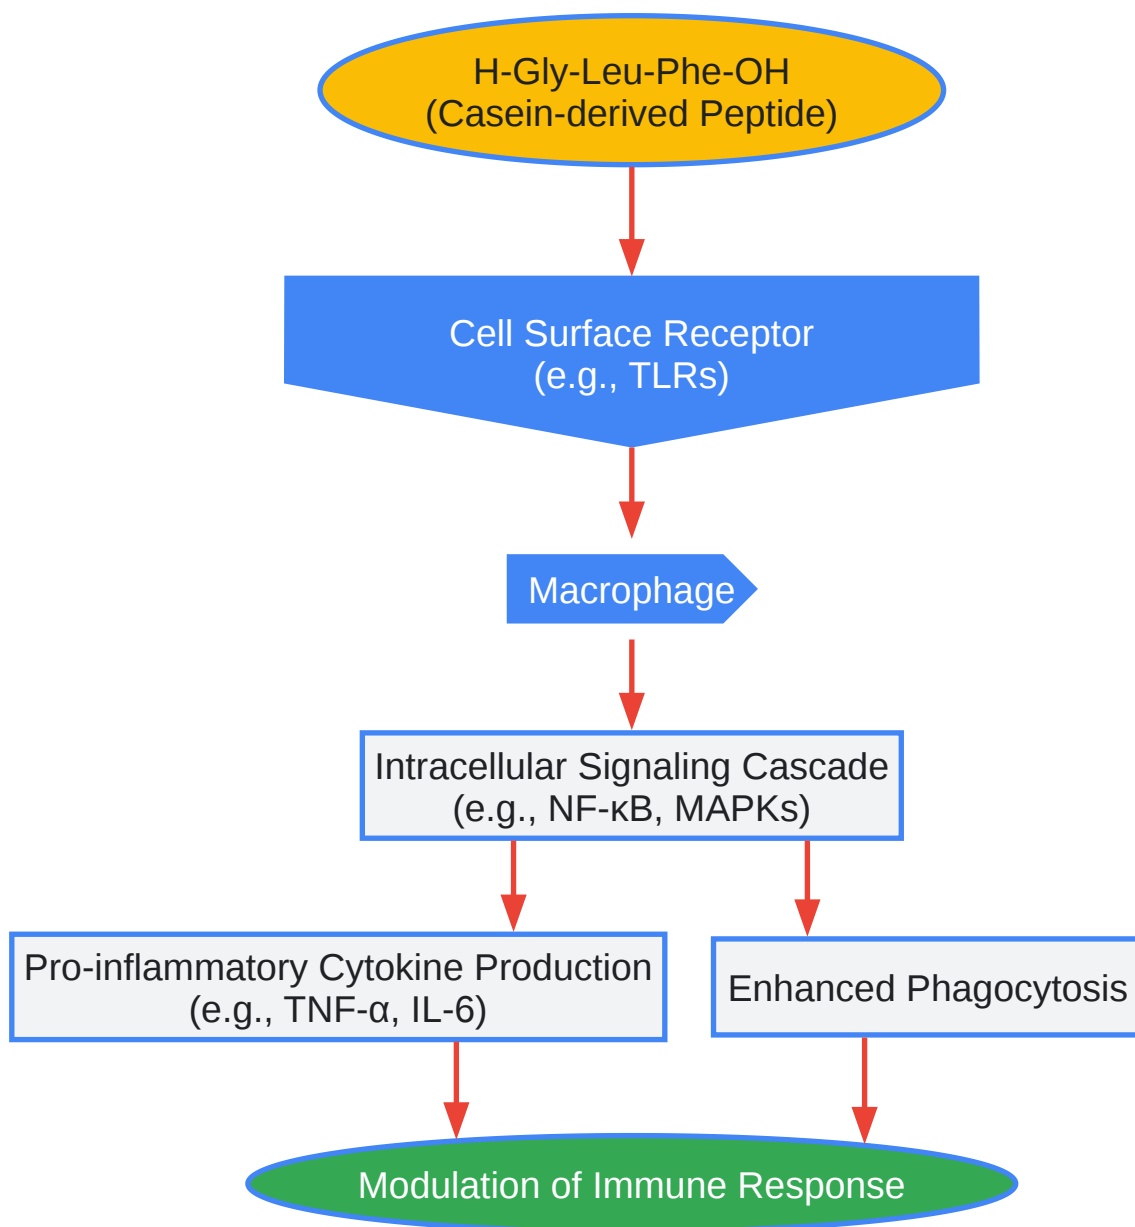 H-Gly-Leu-Phe-OH
(Casein-derived Peptide)
Cell Surface Receptor
(e.g., TLRs)
Macrophage
Intracellular Signaling Cascade
(e.g., NF-κB, MAPKs)
Pro-inflammatory Cytokine Production
(e.g., TNF-α, IL-6)
Enhanced Phagocytosis
Modulation of Immune Response